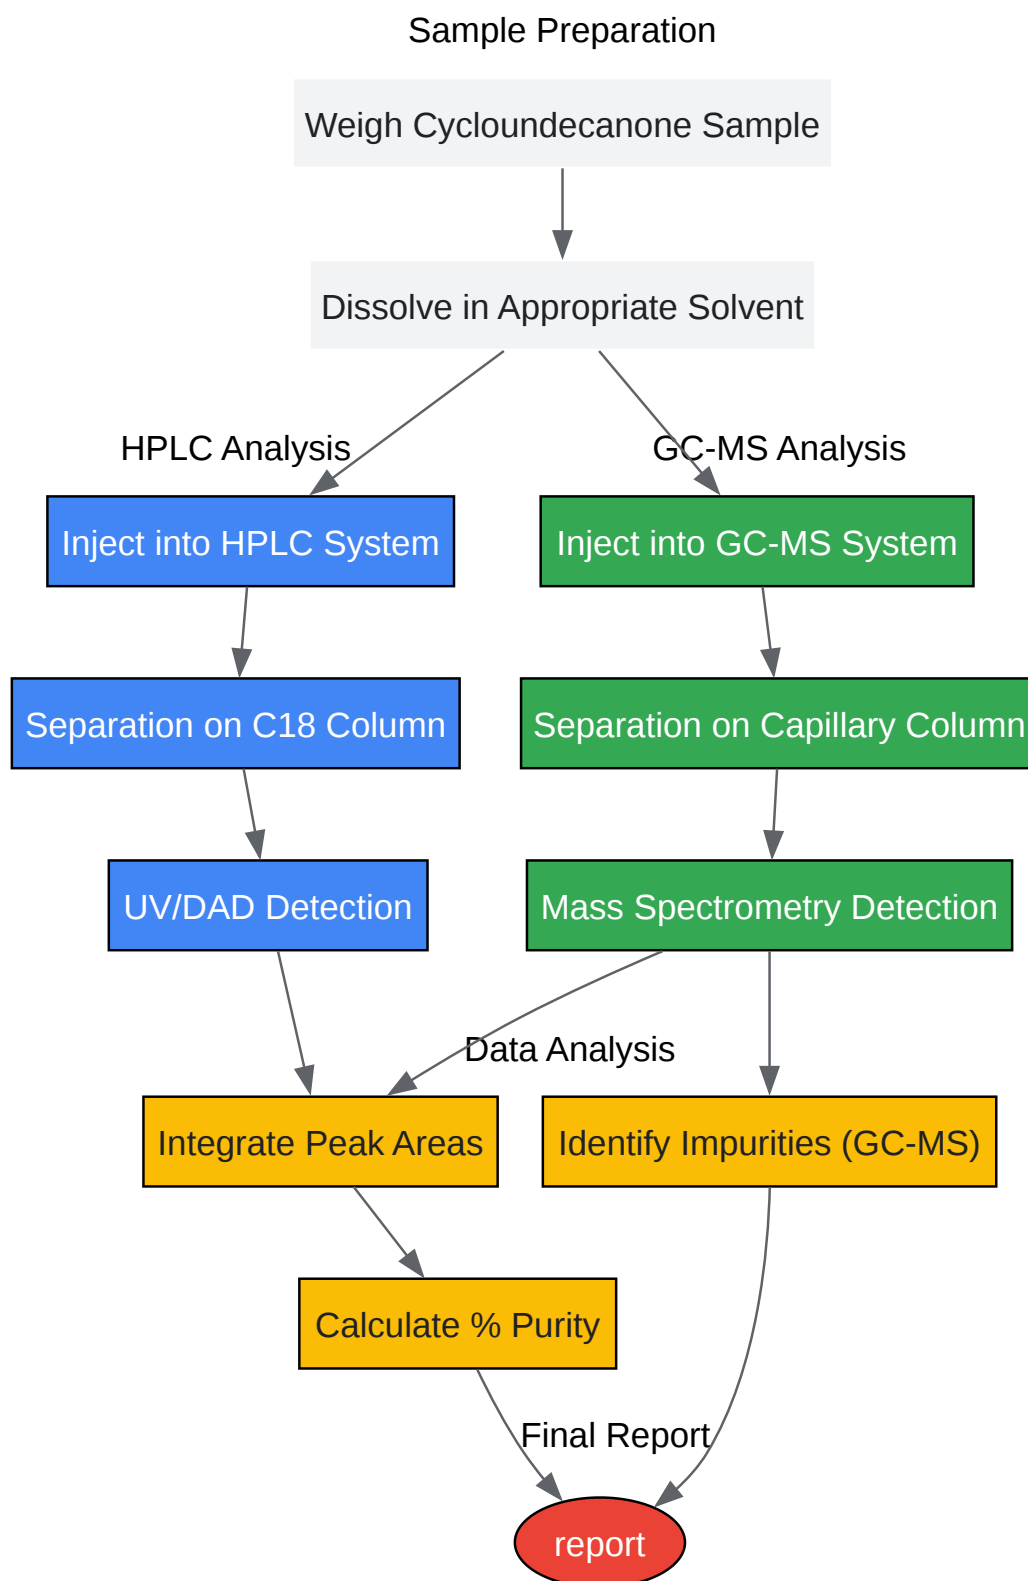 Sample Preparation
Weigh Cycloundecanone Sample
Dissolve in Appropriate Solvent
HPLC Analysis
GC-MS Analysis
Inject into HPLC System
Inject into GC-MS System
Separation on C18 Column
Separation on Capillary Column
UV/DAD Detection
Mass Spectrometry Detection
Data Analysis
Integrate Peak Areas
Identify Impurities (GC-MS)
Calculate % Purity
Final Report
report